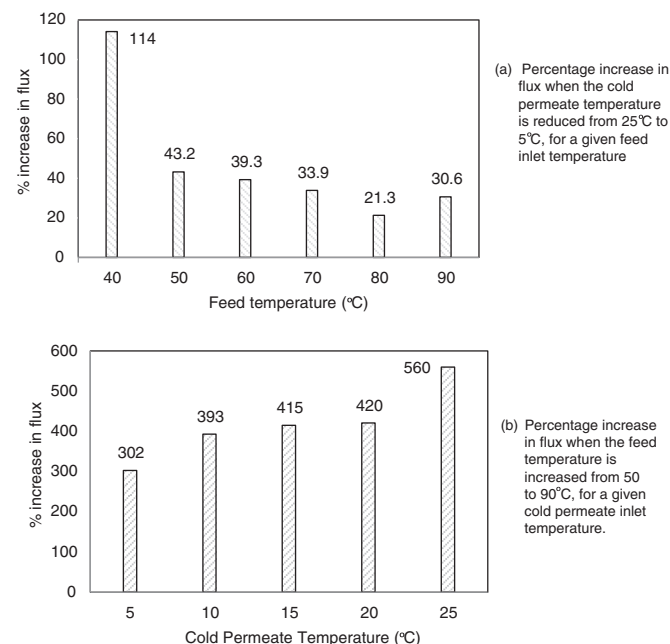 120
100
80
60
40
20
0
% increase in flux
114
43.2
39.3
33.9
21.3
30.6
40 50 60 70 80 90
Feed temperature (°C)
(a) Percentage increase in
flux when the cold
permeate temperature
is reduced from 25°C to
5°C, for a given feed
inlet temperature
600
500
400
300
200
100
0
% increase in flux
302
393
415
420
560
5 10 15 20 25
Cold Permeate Temperature (°C)
(b) Percentage increase
in flux when the feed
temperature is
increased from 50
to 90°C, for a given
cold permeate inlet
temperature.